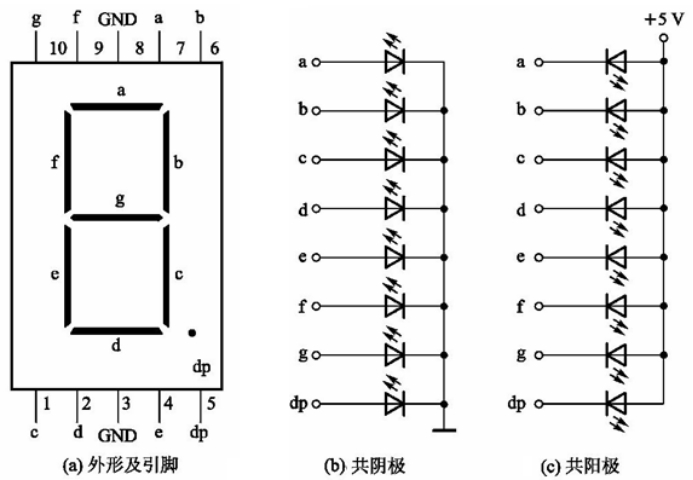 g f GND a b
10 9 8 7 6
a
f b
g
e c
d
dp
1 2 3 4 5
c d GND e dp
(a) 外形及引脚
a
b
c
d
e
f
g
dp
(b) 共阴极
+5 V
a
b
c
d
e
f
g
dp
(c) 共阳极